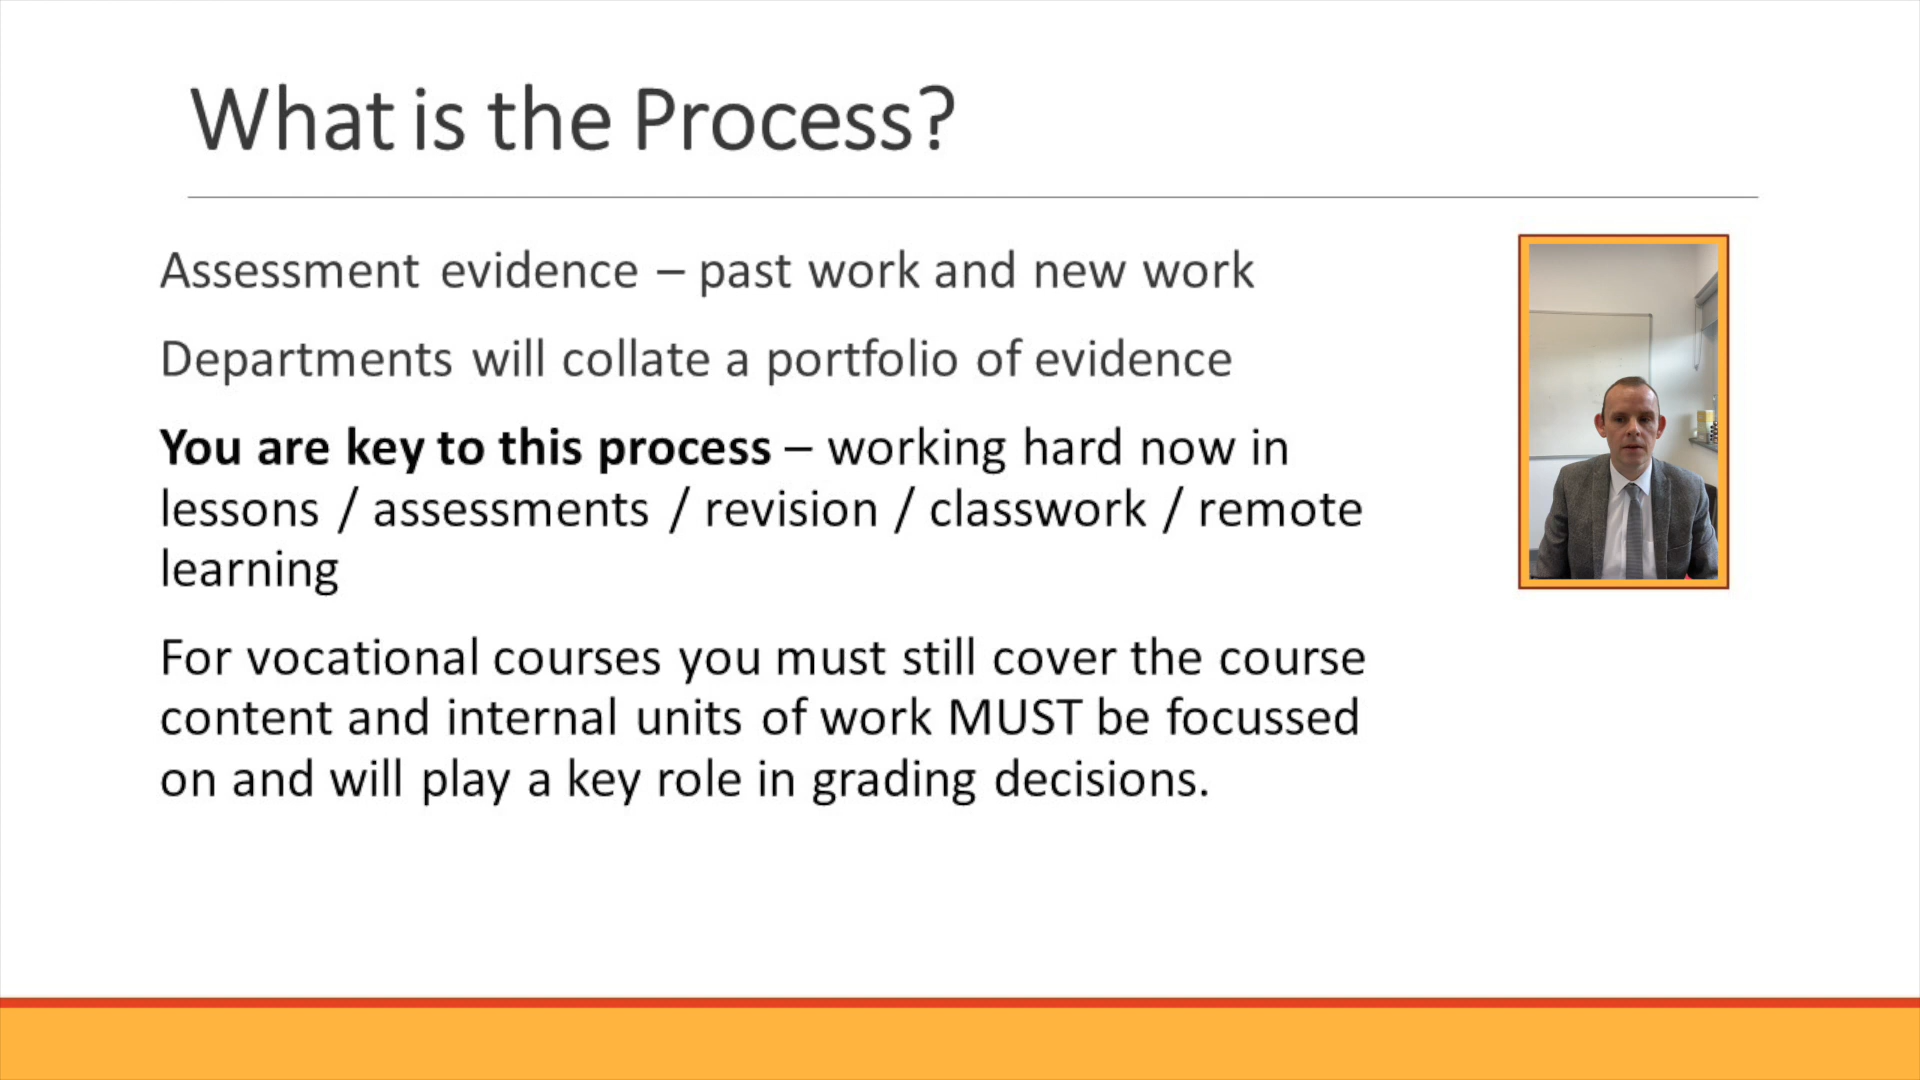 What is the Process?
Assessment evidence – past work and new work
Departments will collate a portfolio of evidence
You are key to this process – working hard now in
lessons / assessments / revision / classwork / remote
learning
For vocational courses you must still cover the course
content and internal units of work MUST be focussed
on and will play a key role in grading decisions.